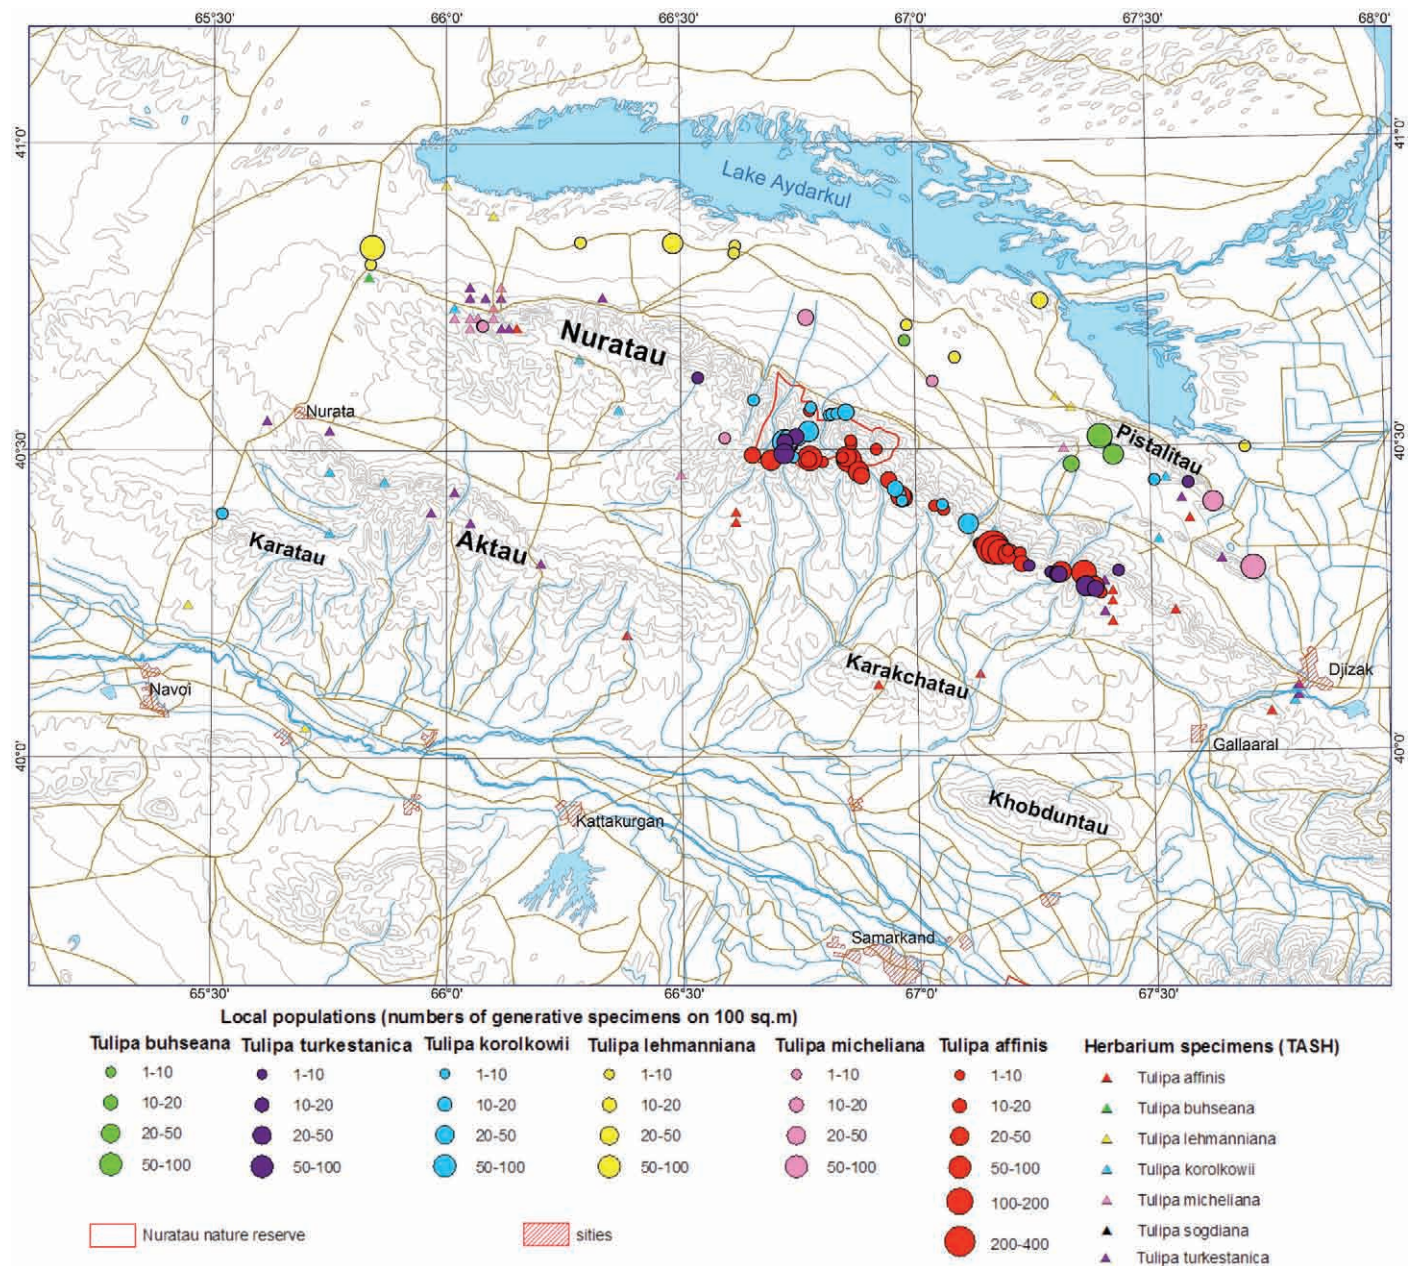 65°30' 66°0' 66°30' 67°0' 67°30' 68°0'
41°0' 41°0'
Lake Aydarkul
Nuratau
Nurata
40°30' 40°30'
Pistalitau
Karatau
Aktau
Karakchatau
Navoi
Djizak
Gallaaral
40°0' 40°0'
Khobduntau
Kattakurgan
Samarkand
65°30' 66°0' 66°30' 67°0' 67°30'
Local populations (numbers of generative specimens on 100 sq.m)
Tulipa buhseana Tulipa turkestanica Tulipa korolkowii Tulipa lehmanniana Tulipa micheliana Tulipa affinis Herbarium specimens (TASH)
1-10 1-10 1-10 1-10 1-10 1-10 Tulipa affinis
10-20 10-20 10-20 10-20 10-20 10-20 Tulipa buhseana
20-50 20-50 20-50 20-50 20-50 20-50 Tulipa lehmanniana
50-100 50-100 50-100 50-100 50-100 50-100 Tulipa korolkowii
100-200 Tulipa micheliana
Nuratau nature reserve sities 200-400 Tulipa sogdiana
Tulipa turkestanica